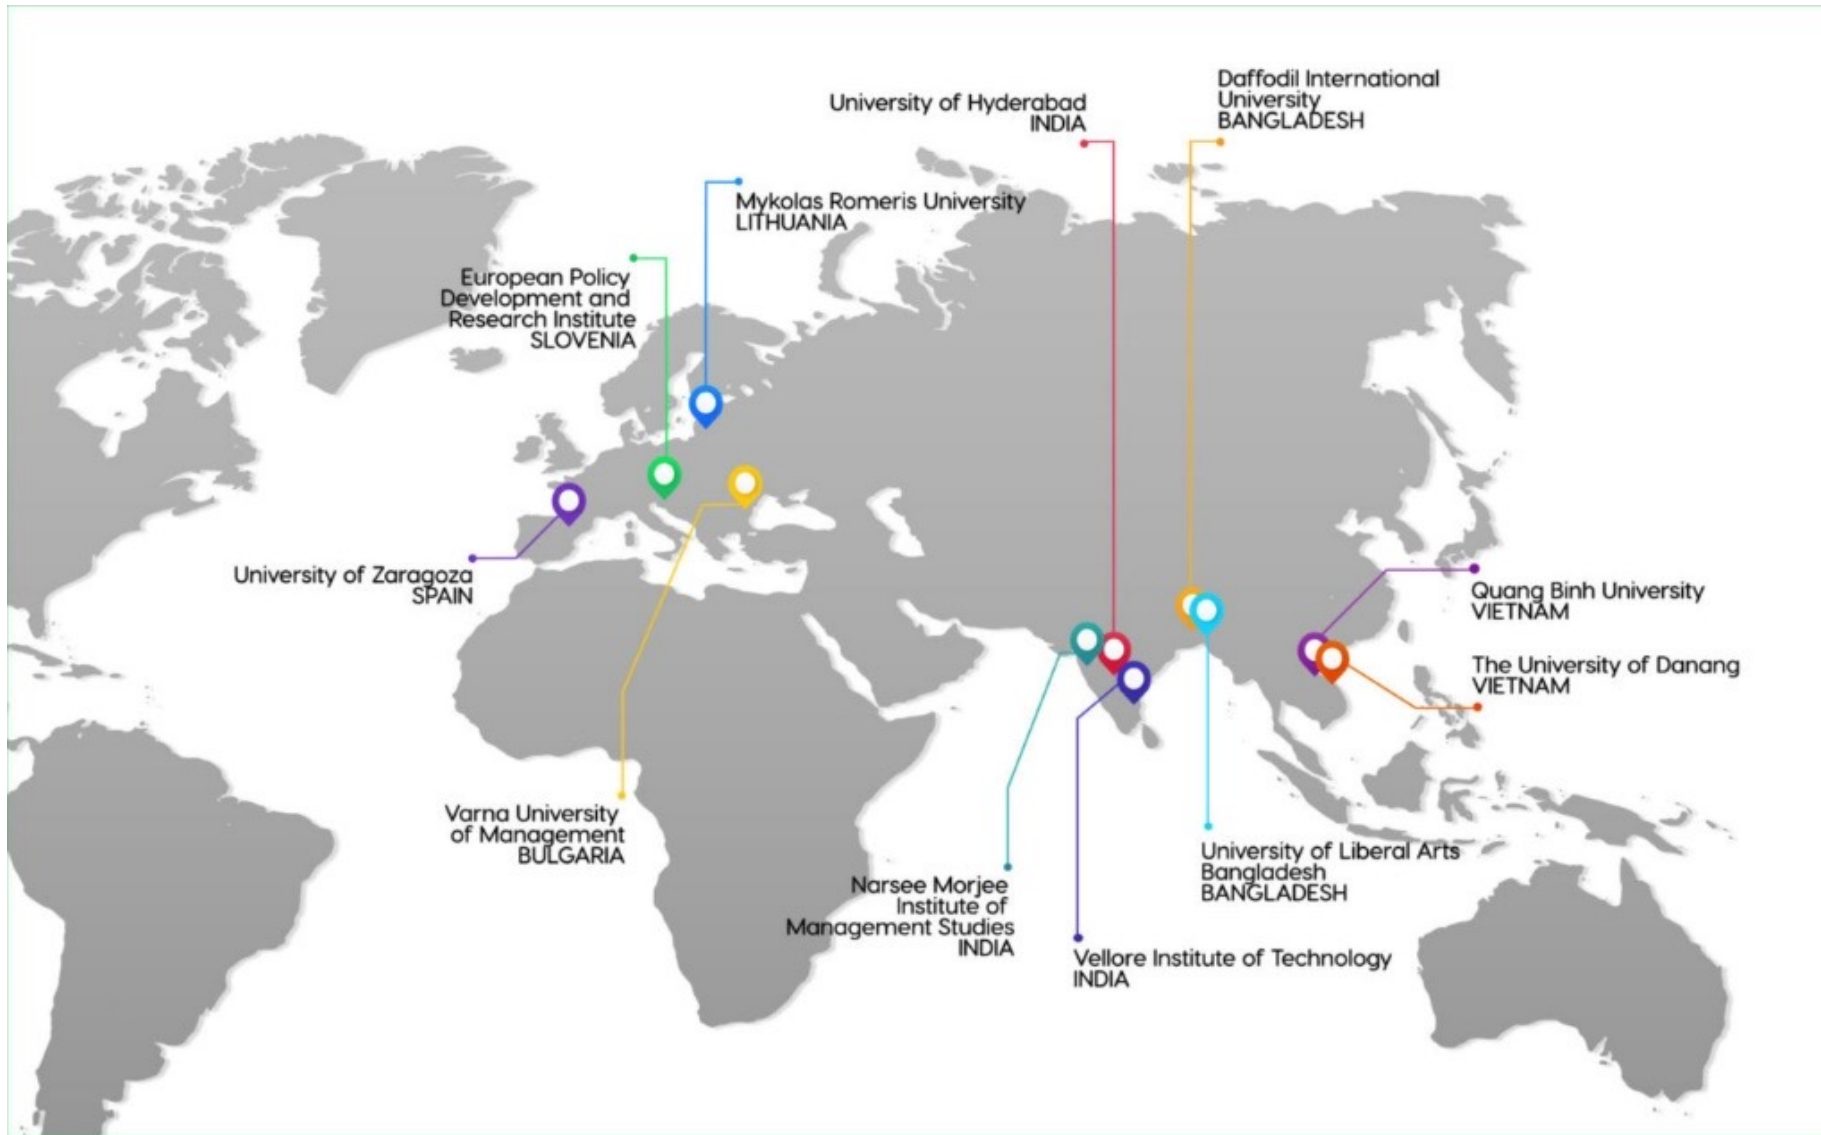 Daffodil International
University
BANGLADESH
University of Hyderabad
INDIA
Mykolas Romeris University
LITHUANIA
European Policy
Development and
Research Institute
SLOVENIA
University of Zaragoza
SPAIN
Quang Binh University
VIETNAM
The University of Danang
VIETNAM
Varna University
of Management
BULGARIA
Narsee Morjee
Institute of
Management Studies
INDIA
University of Liberal Arts
Bangladesh
BANGLADESH
Vellore Institute of Technology
INDIA